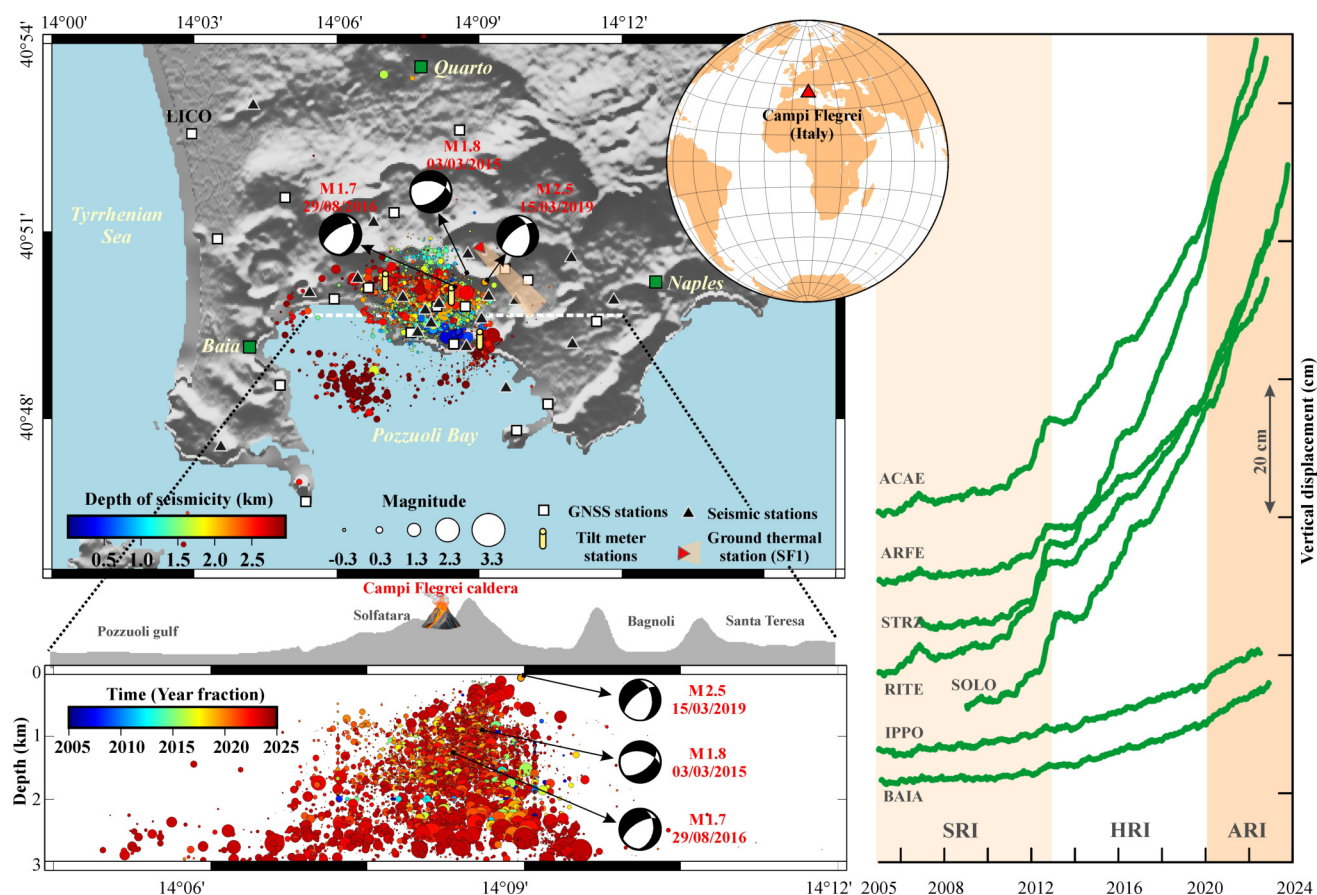 14°00'
14°03'
14°06'
14°09'
14°12'
40°54'
40°51'
40°48'
Quarto
LICO
M1.8
03/03/2015
M1.7
29/08/2016
M2.5
15/03/2019
Tyrrhenian
Sea
Naples
Baia
Pozzuoli Bay
Campi Flegrei
(Italy)
Depth of seismicity (km)
0.5 1.0 1.5 2.0 2.5
Magnitude
-0.3 0.3 1.3 2.3 3.3
GNSS stations
Seismic stations
Tilt meter
stations
Ground thermal
station (SF1)
Campi Flegrei caldera
Pozzuoli gulf
Solfatara
Bagnoli
Santa Teresa
Time (Year fraction)
2005 2010 2015 2020 2025
M2.5
15/03/2019
M1.8
03/03/2015
M1.7
29/08/2016
Depth (km)
0
1
2
3
14°06'
14°09'
14°12'
ACAE
ARFE
STRZ
RITE
SOLO
IPPO
BAIA
20 cm
Vertical displacement (cm)
SRI
HRI
ARI
2005 2008 2012 2016 2020 2024